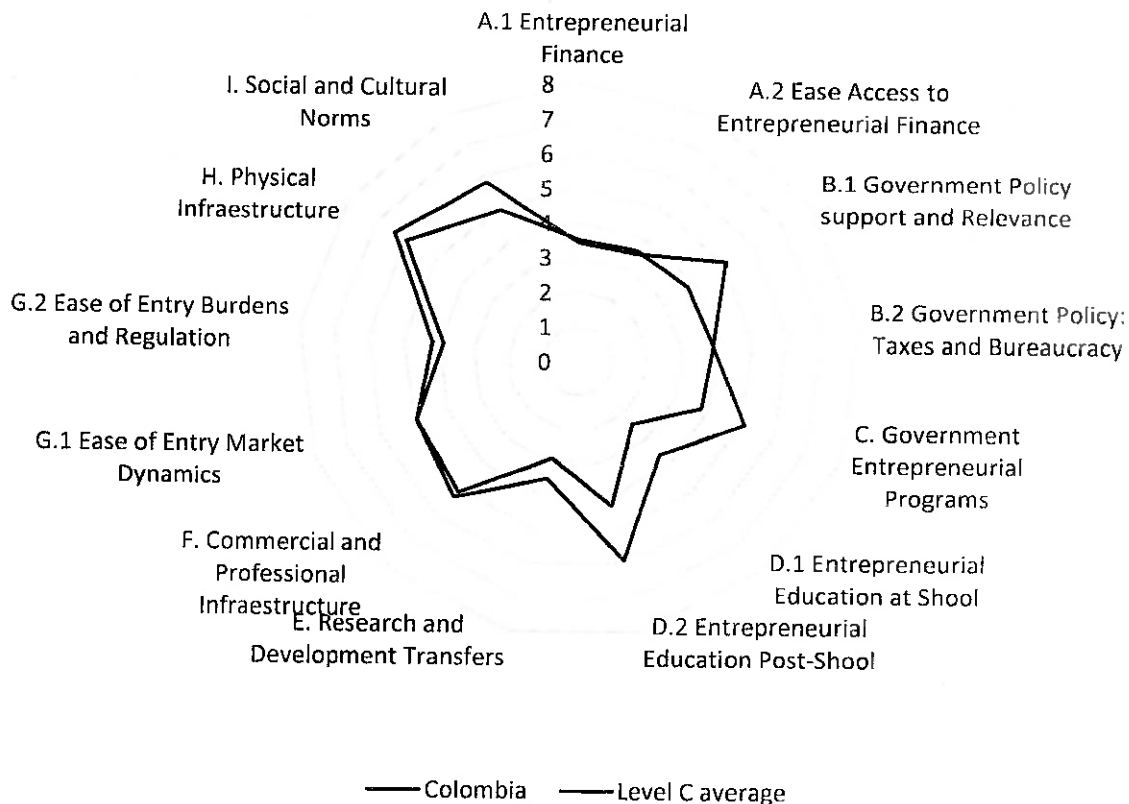 A.1 Entrepreneurial
Finance
8
7
6
5
4
3
2
1
0
A.2 Ease Access to
Entrepreneurial Finance
B.1 Government Policy
support and Relevance
B.2 Government Policy:
Taxes and Bureaucracy
C. Government
Entrepreneurial
Programs
D.1 Entrepreneurial
Education at Shool
D.2 Entrepreneurial
Education Post-Shool
E. Research and
Development Transfers
F. Commercial and
Professional
Infraestructure
G.1 Ease of Entry Market
Dynamics
G.2 Ease of Entry Burdens
and Regulation
H. Physical
Infraestructure
I. Social and Cultural
Norms
Colombia
Level C average